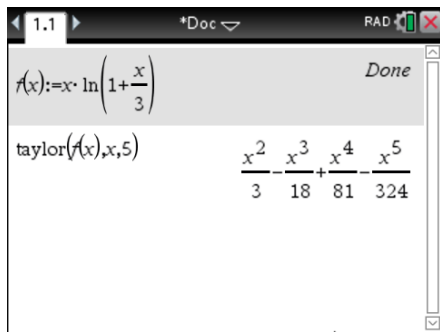 1.1 *Doc RAD
f(x):=x·ln(1+x/3) Done
taylor(f(x),x,5) x^2/3-x^3/18+x^4/81-x^5/324